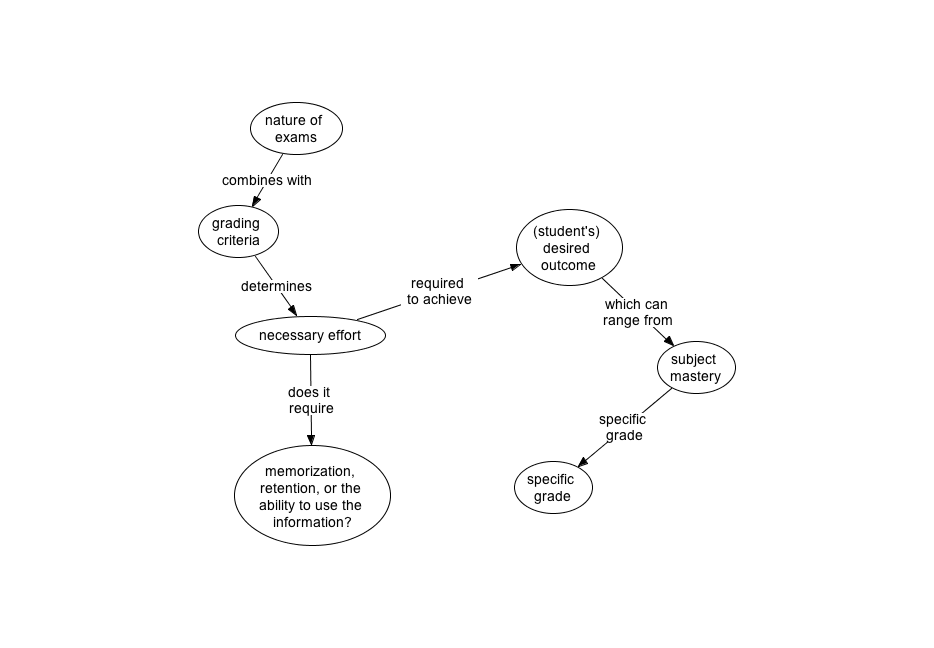 nature of
exams
combines with
grading
criteria
determines
necessary effort
does it
require
memorization,
retention, or the
ability to use the
information?
required
to achieve
(student's)
desired
outcome
which can
range from
subject
mastery
specific
grade
specific
grade